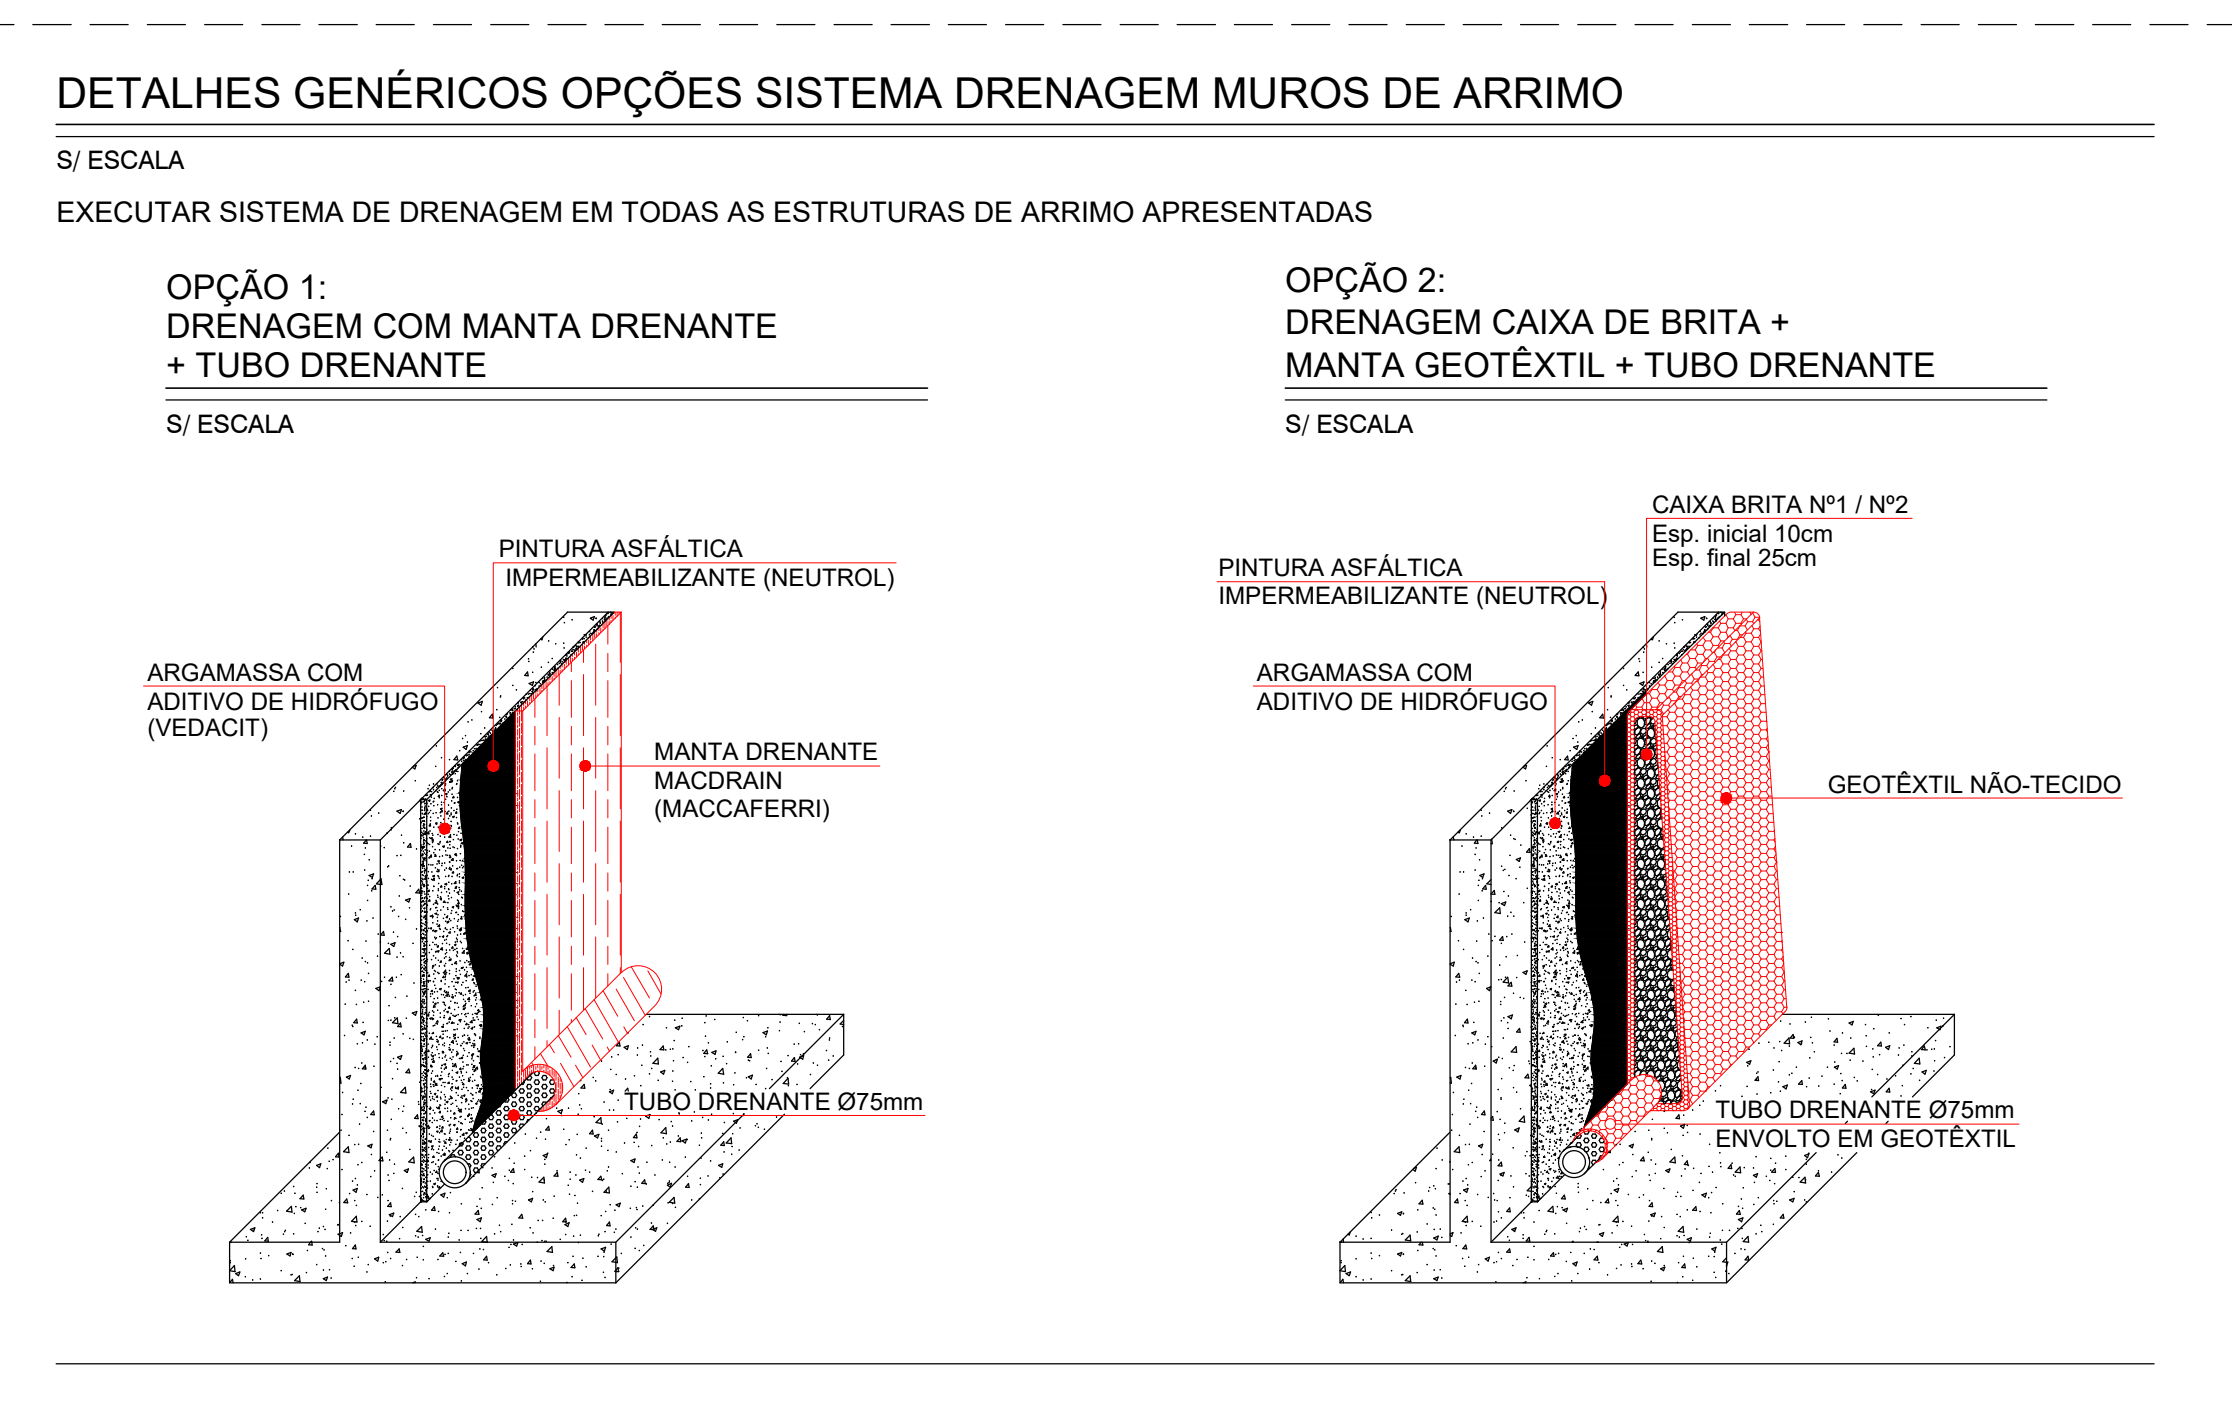 DETALHES GENÉRICOS OPÇÕES SISTEMA DRENAGEM MUROS DE ARRIMO
S/ ESCALA
EXECUTAR SISTEMA DE DRENAGEM EM TODAS AS ESTRUTURAS DE ARRIMO APRESENTADAS
OPÇÃO 1:
DRENAGEM COM MANTA DRENANTE
+ TUBO DRENANTE
S/ ESCALA
PINTURA ASFÁLTICA
IMPERMEABILIZANTE (NEUTROL)
ARGAMASSA COM
ADITIVO DE HIDRÓFUGO
(VEDACIT)
MANTA DRENANTE
MACDRAIN
(MACCAFERRI)
TUBO DRENANTE Ø75mm
OPÇÃO 2:
DRENAGEM CAIXA DE BRITA +
MANTA GEOTÊXTIL + TUBO DRENANTE
S/ ESCALA
CAIXA BRITA Nº1 / Nº2
Esp. inicial 10cm
Esp. final 25cm
PINTURA ASFÁLTICA
IMPERMEABILIZANTE (NEUTROL)
ARGAMASSA COM
ADITIVO DE HIDRÓFUGO
GEOTÊXTIL NÃO-TECIDO
TUBO DRENANTE Ø75mm
ENVOLTO EM GEOTÊXTIL